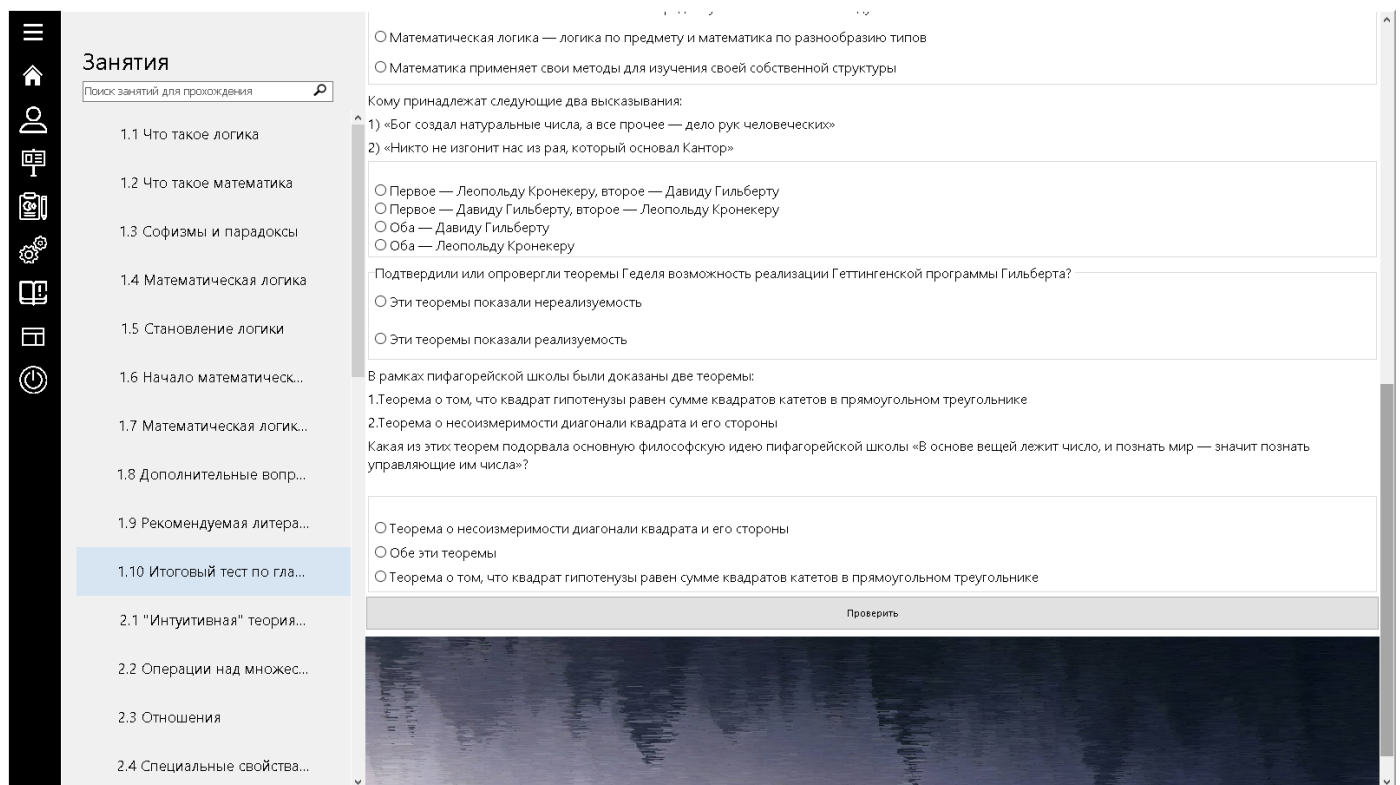 Занятия
Поиск занятий для прохождения
1.1 Что такое логика
1.2 Что такое математика
1.3 Софизмы и парадоксы
1.4 Математическая логика
1.5 Становление логики
1.6 Начало математическ...
1.7 Математическая логик...
1.8 Дополнительные вопр...
1.9 Рекомендуемая литера...
1.10 Итоговый тест по гла...
2.1 "Интуитивная" теория...
2.2 Операции над множес...
2.3 Отношения
2.4 Специальные свойства...
Математическая логика — логика по предмету и математика по разнообразию типов
Математика применяет свои методы для изучения своей собственной структуры
Кому принадлежат следующие два высказывания:
1) «Бог создал натуральные числа, а все прочее — дело рук человеческих»
2) «Никто не изгонит нас из рая, который основал Кантор»
Первое — Леопольду Кронекеру, второе — Давиду Гильберту
Первое — Давиду Гильберту, второе — Леопольду Кронекеру
Оба — Давиду Гильберту
Оба — Леопольду Кронекеру
Подтвердили или опровергли теоремы Геделя возможность реализации Геттингенской программы Гильберта?
Эти теоремы показали нереализуемость
Эти теоремы показали реализуемость
В рамках пифагорейской школы были доказаны две теоремы:
1.Теорема о том, что квадрат гипотенузы равен сумме квадратов катетов в прямоугольном треугольнике
2.Теорема о несоизмеримости диагонали квадрата и его стороны
Какая из этих теорем подорвала основную философскую идею пифагорейской школы «В основе вещей лежит число, и познать мир — значит познать
управляющие им числа»?
Теорема о несоизмеримости диагонали квадрата и его стороны
Обе эти теоремы
Теорема о том, что квадрат гипотенузы равен сумме квадратов катетов в прямоугольном треугольнике
Проверить